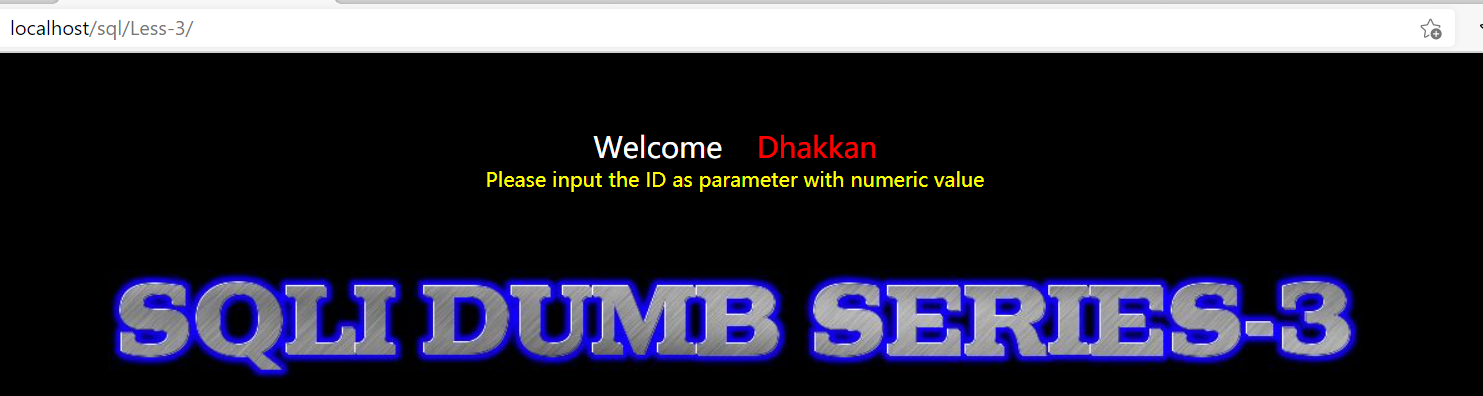 localhost/sql/Less-3/
Welcome Dhakkan
Please input the ID as parameter with numeric value
SQLI DUMB SERIES-3